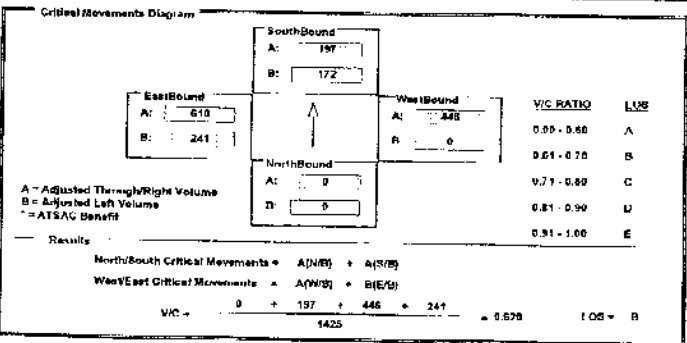 Critical Movements Diagram
SouthBound
A: 197
B: 172
EastBound
A: 610
B: 241
WestBound
A: 446
B: 0
NorthBound
A: 0
B: 0
V/C RATIO LOS
0.00 - 0.60 A
0.61 - 0.70 B
0.71 - 0.80 C
0.81 - 0.90 D
0.91 - 1.00 E
A = Adjusted Through/Right Volume
B = Adjusted Left Volume
* = ATSAC Benefit
Results
North/South Critical Movements = A(N/B) + A(S/B)
West/East Critical Movements = A(W/B) + B(E/B)
V/C = 0 + 197 + 446 + 241 = 0.620 LOS = B
1425